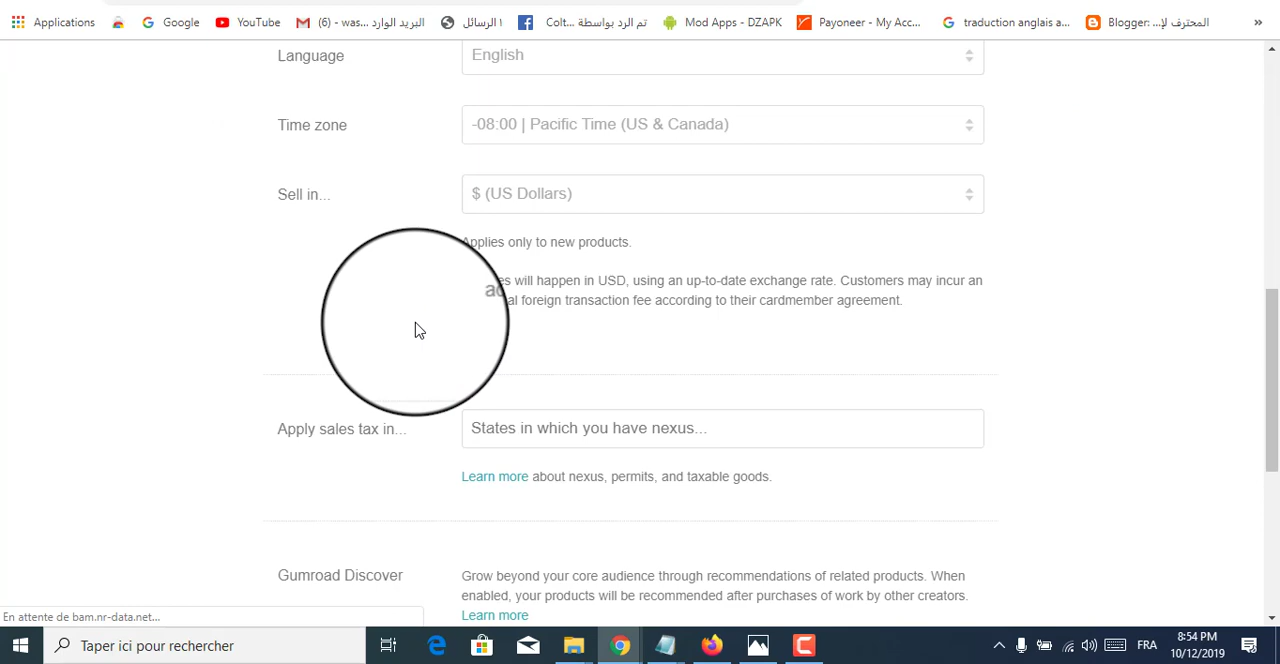 Applications Google YouTube (6) - was... البريد الوارد الرسائل ١ Colt... تم الرد بواسطة Mod Apps - DZAPK Payoneer - My Acc... traduction anglais a... Blogger: ...المحترف لإ »
Language English
Time zone -08:00 | Pacific Time (US & Canada)
Sell in... $ (US Dollars)
Applies only to new products.
es will happen in USD, using an up-to-date exchange rate. Customers may incur an
al foreign transaction fee according to their cardmember agreement.
Apply sales tax in... States in which you have nexus...
Learn more about nexus, permits, and taxable goods.
Gumroad Discover Grow beyond your core audience through recommendations of related products. When
enabled, your products will be recommended after purchases of work by other creators.
Learn more
En attente de bam.nr-data.net...
Taper ici pour rechercher FRA 8:54 PM
10/12/2019